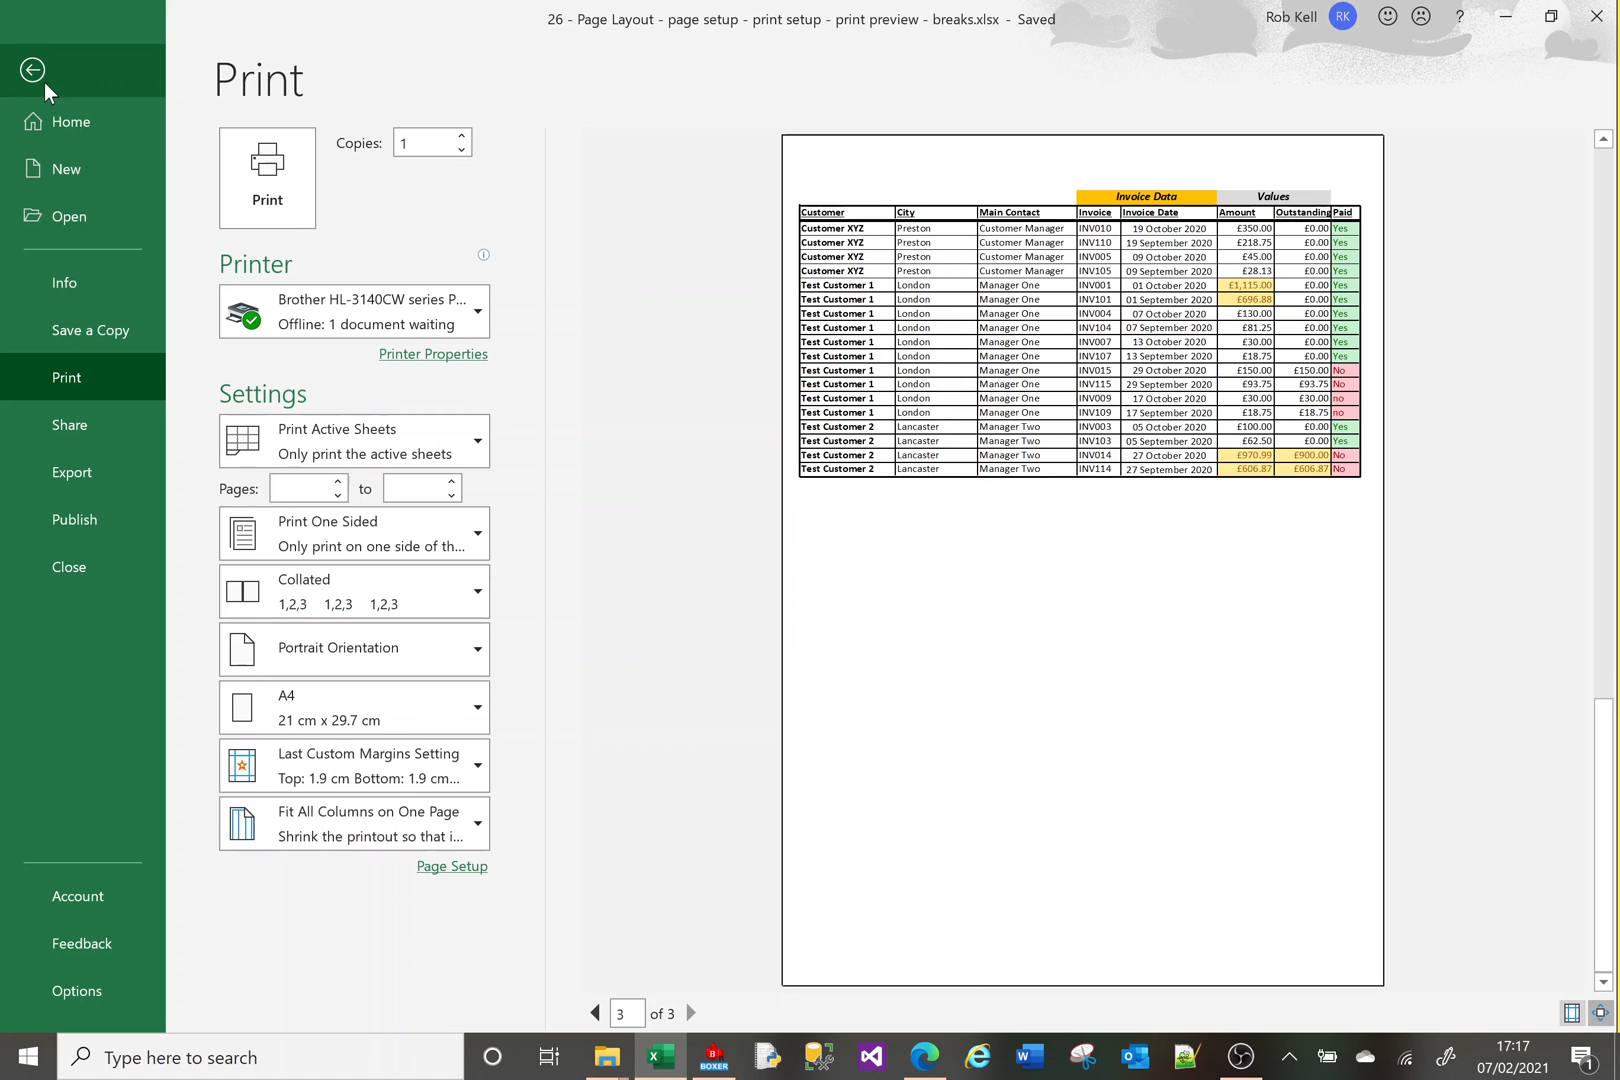 26 - Page Layout - page setup - print setup - print preview - breaks.xlsx - Saved
Rob Kell
RK
?
Home
New
Open
Info
Save a Copy
Print
Share
Export
Publish
Close
Account
Feedback
Options
Print
Print
Copies: 1
Printer
Brother HL-3140CW series P...
Offline: 1 document waiting
Printer Properties
Settings
Print Active Sheets
Only print the active sheets
Pages: to
Print One Sided
Only print on one side of th...
Collated
1,2,3 1,2,3 1,2,3
Portrait Orientation
A4
21 cm x 29.7 cm
Last Custom Margins Setting
Top: 1.9 cm Bottom: 1.9 cm...
Fit All Columns on One Page
Shrink the printout so that i...
Page Setup
Invoice Data Values
Customer City Main Contact Invoice Invoice Date Amount Outstanding Paid
Customer XYZ Preston Customer Manager INV010 19 October 2020 £350.00 £0.00 Yes
Customer XYZ Preston Customer Manager INV110 19 September 2020 £218.75 £0.00 Yes
Customer XYZ Preston Customer Manager INV005 09 October 2020 £45.00 £0.00 Yes
Customer XYZ Preston Customer Manager INV105 09 September 2020 £28.13 £0.00 Yes
Test Customer 1 London Manager One INV001 01 October 2020 £1,115.00 £0.00 Yes
Test Customer 1 London Manager One INV101 01 September 2020 £696.88 £0.00 Yes
Test Customer 1 London Manager One INV004 07 October 2020 £130.00 £0.00 Yes
Test Customer 1 London Manager One INV104 07 September 2020 £81.25 £0.00 Yes
Test Customer 1 London Manager One INV007 13 October 2020 £30.00 £0.00 Yes
Test Customer 1 London Manager One INV107 13 September 2020 £18.75 £0.00 Yes
Test Customer 1 London Manager One INV015 29 October 2020 £150.00 £150.00 No
Test Customer 1 London Manager One INV115 29 September 2020 £93.75 £93.75 No
Test Customer 1 London Manager One INV009 17 October 2020 £30.00 £30.00 no
Test Customer 1 London Manager One INV109 17 September 2020 £18.75 £18.75 no
Test Customer 2 Lancaster Manager Two INV003 05 October 2020 £100.00 £0.00 Yes
Test Customer 2 Lancaster Manager Two INV103 05 September 2020 £62.50 £0.00 Yes
Test Customer 2 Lancaster Manager Two INV014 27 October 2020 £970.99 £900.00 No
Test Customer 2 Lancaster Manager Two INV114 27 September 2020 £606.87 £606.87 No
3 of 3
Type here to search
BOXER
17:17
07/02/2021
1